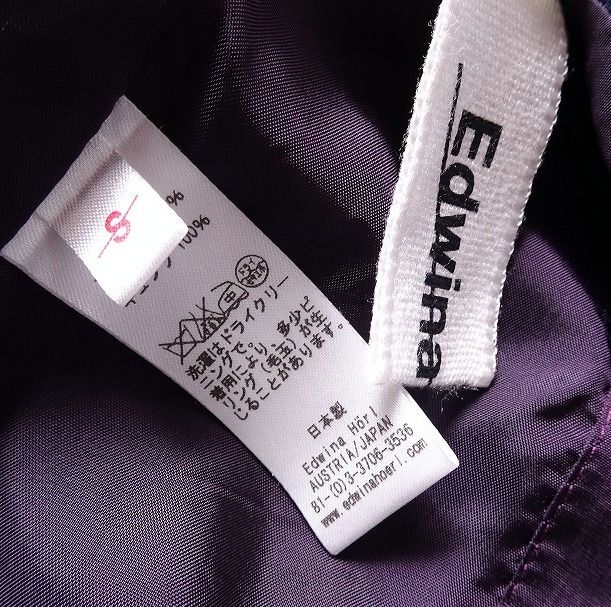 Edwina
S
%
100%
中
洗濯はドライクリー
ニングで。
着用により、多少ピ
リング(毛玉)が生
じることがあります。
日本製
Edwina Hörl
AUSTRIA/JAPAN
81-(0)3-3706-3536
www.edwinahoerl.com